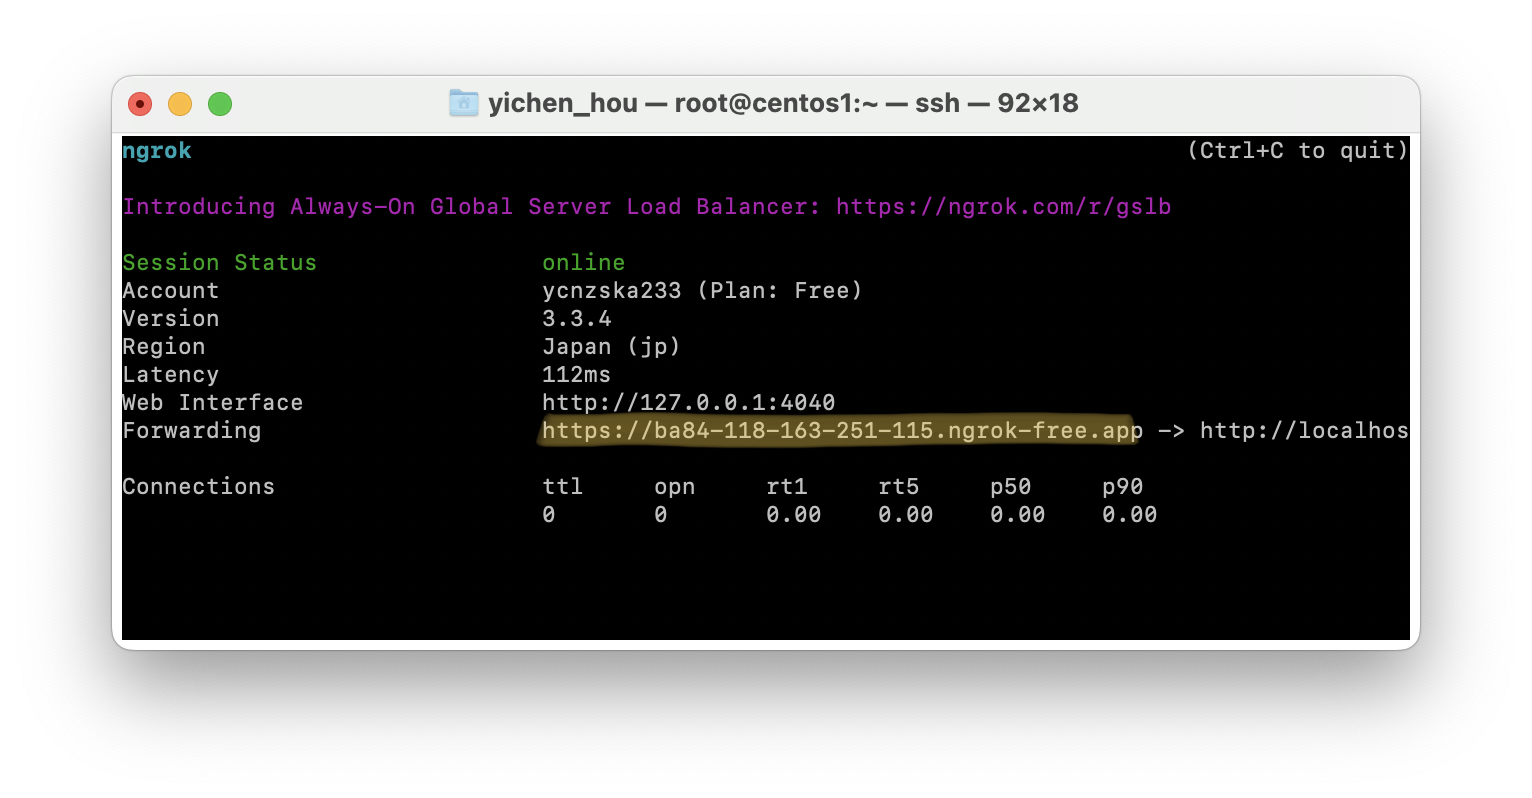 yichen_hou — root@centos1:~ — ssh — 92×18
ngrok (Ctrl+C to quit)
Introducing Always-On Global Server Load Balancer: https://ngrok.com/r/gslb
Session Status online
Account ycnzska233 (Plan: Free)
Version 3.3.4
Region Japan (jp)
Latency 112ms
Web Interface http://127.0.0.1:4040
Forwarding https://ba84-118-163-251-115.ngrok-free.app -> http://localhos
Connections ttl opn rt1 rt5 p50 p90
0 0 0.00 0.00 0.00 0.00